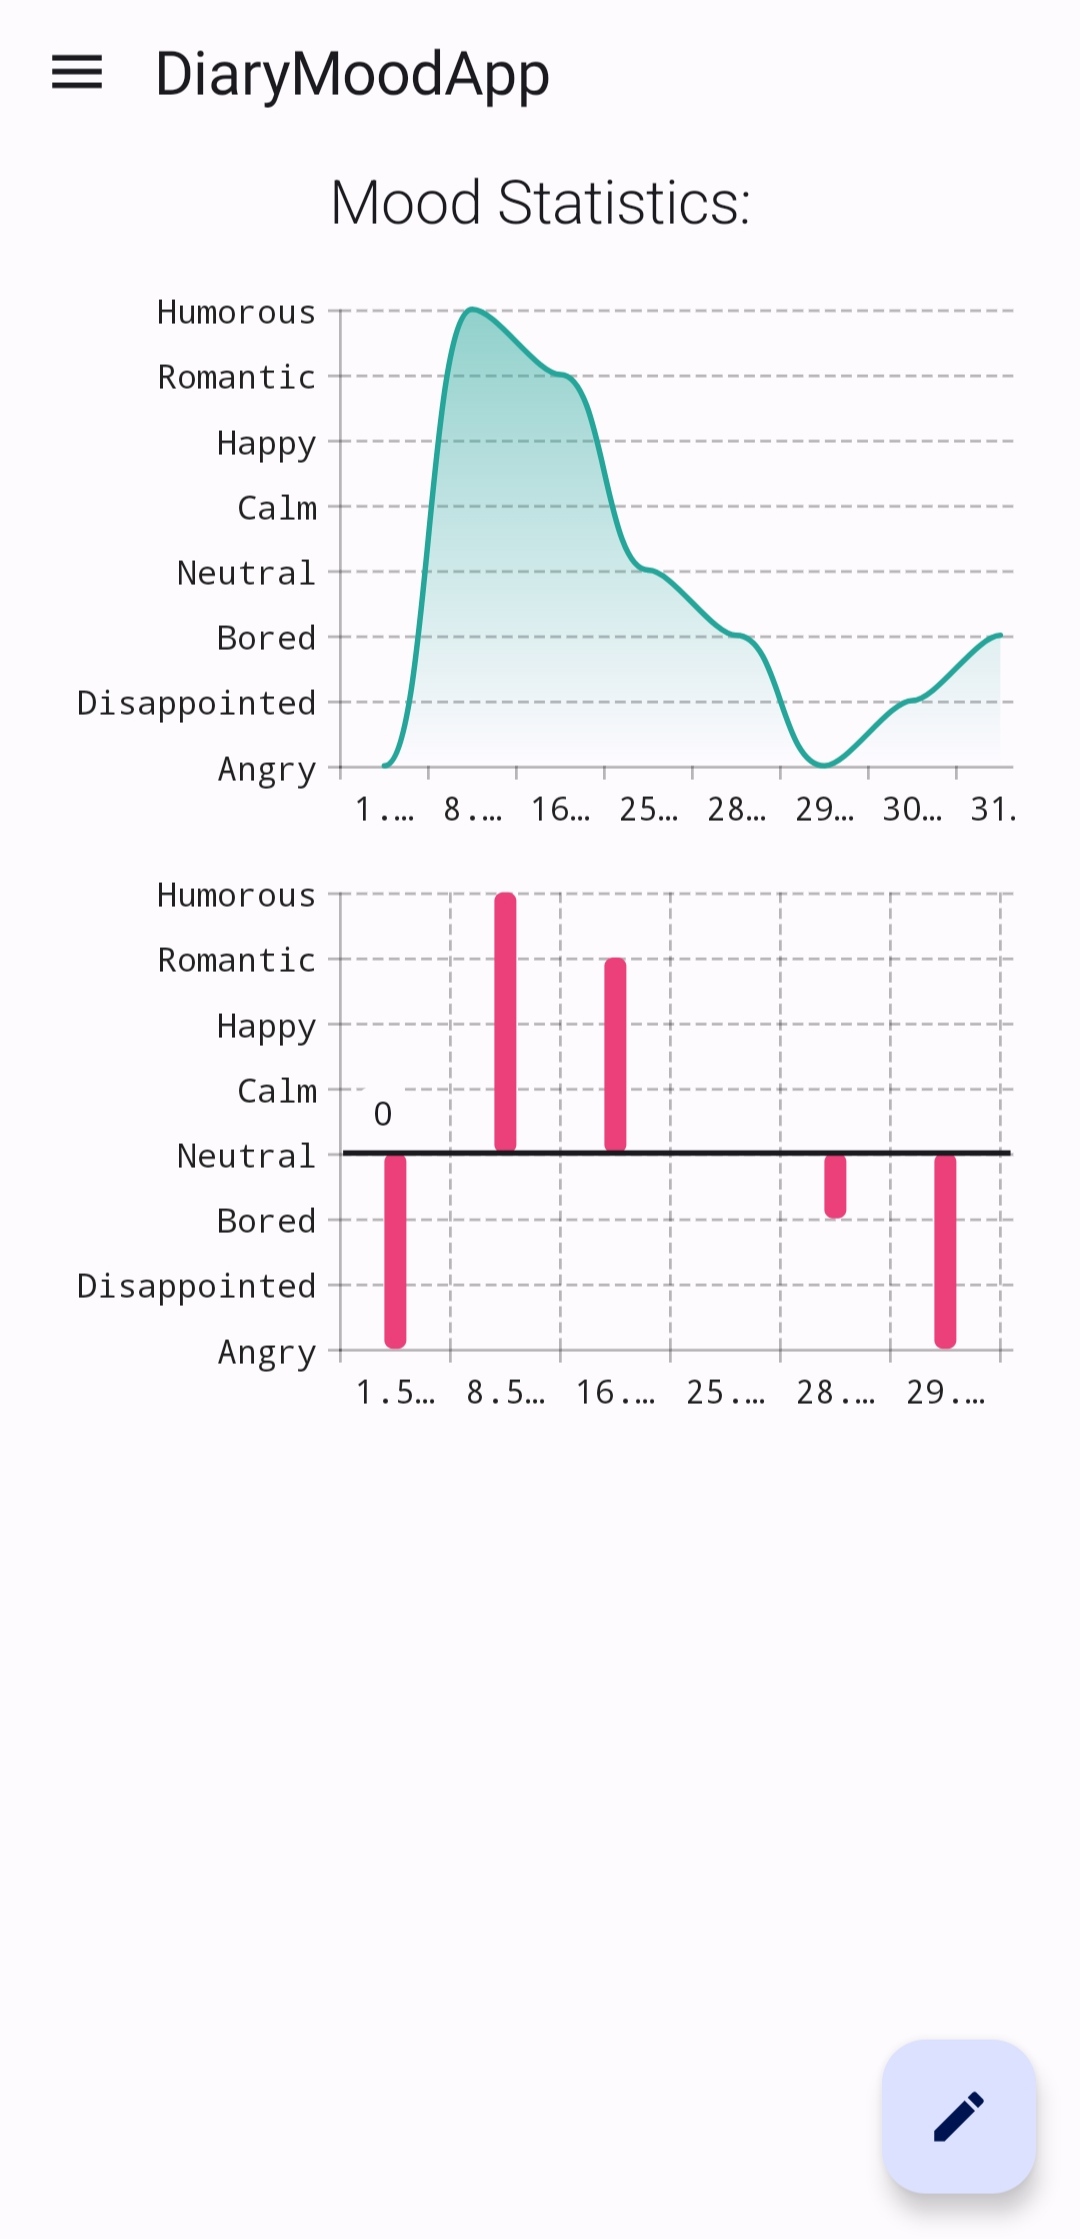 DiaryMoodApp
Mood Statistics:
Humorous
Romantic
Happy
Calm
Neutral
Bored
Disappointed
Angry
1.… 8.… 16… 25… 28… 29… 30… 31.
Humorous
Romantic
Happy
Calm
0
Neutral
Bored
Disappointed
Angry
1.5… 8.5… 16.… 25.… 28.… 29.…